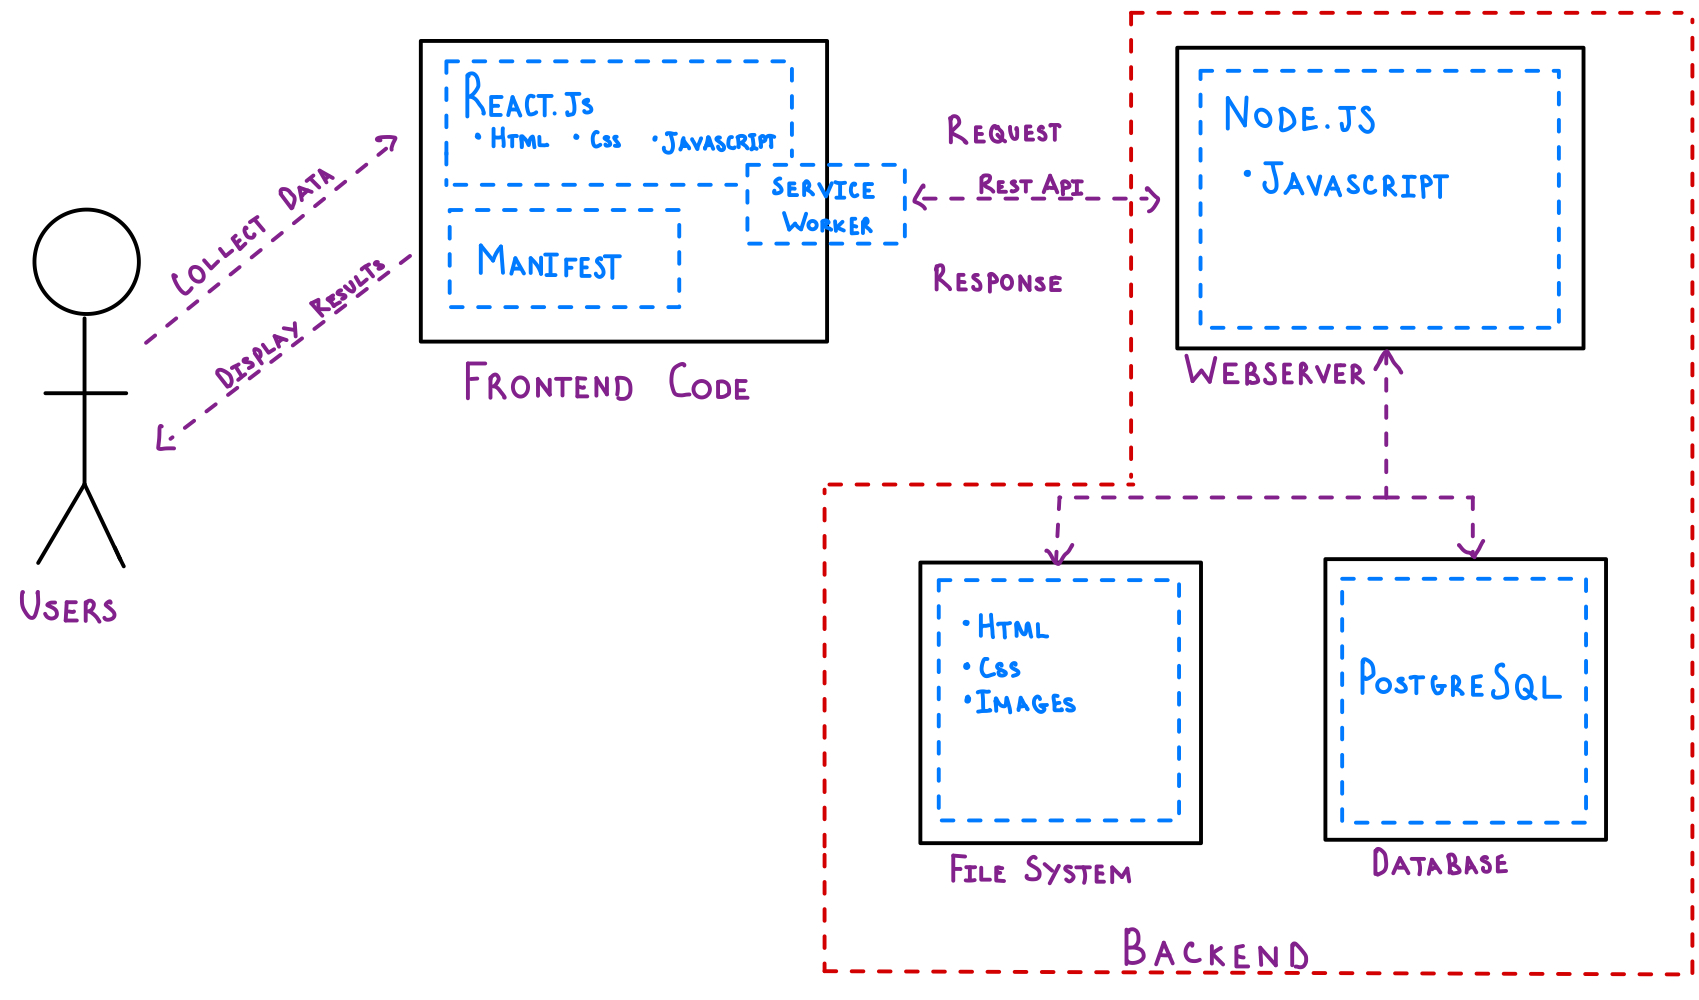 REACT.JS
• HTML • CSS • JAVASCRIPT
SERVICE
WORKER
MANIFEST
FRONTEND CODE
COLLECT DATA
DISPLAY RESULTS
USERS
REQUEST
REST API
RESPONSE
NODE.JS
• JAVASCRIPT
WEBSERVER
• HTML
• CSS
• IMAGES
FILE SYSTEM
POSTGRESQL
DATABASE
BACKEND